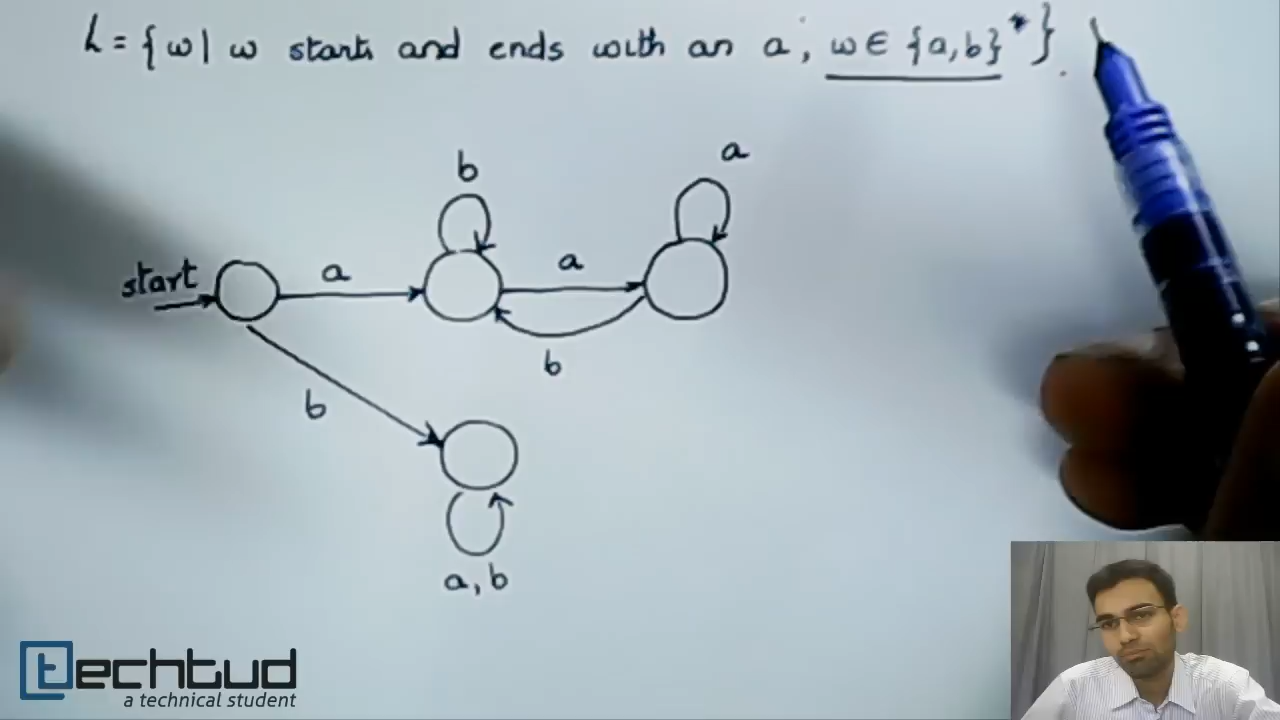 L = {w| w starts and ends with an a; w∈ {a,b}*}.
b
a
start
a
a
b
b
a, b
techtud
a technical student